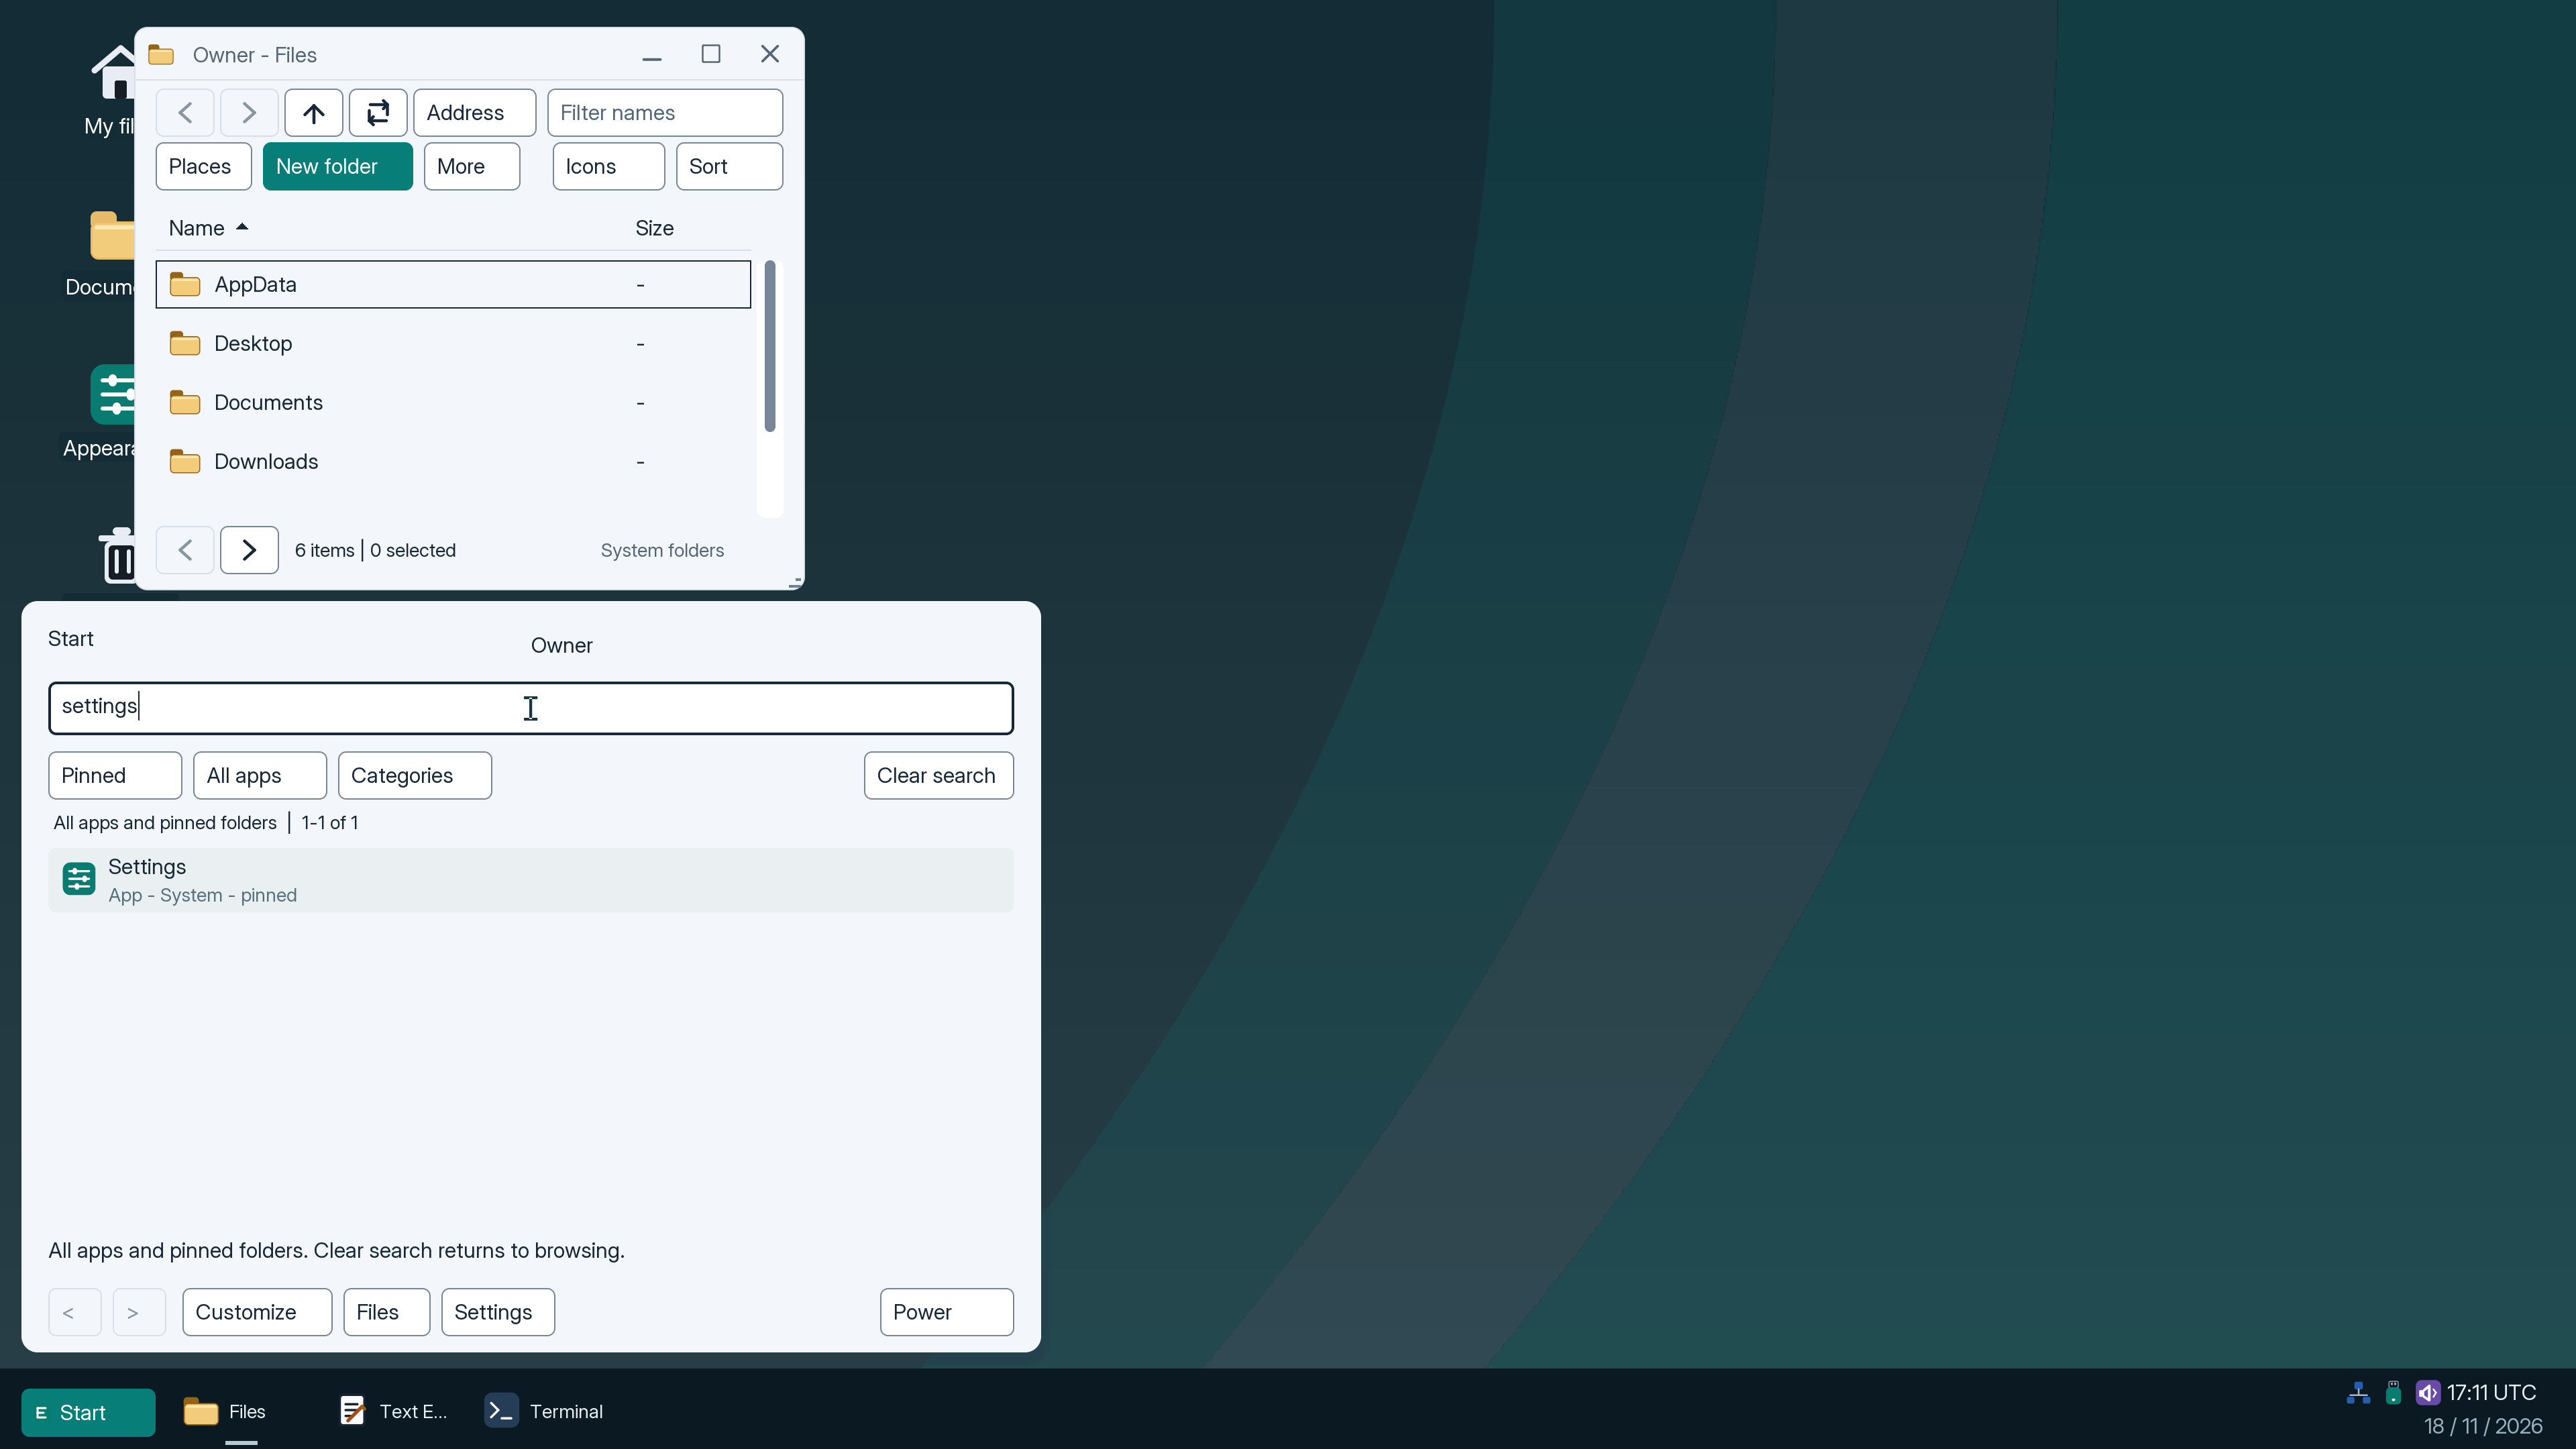 My fil
Docum
Appeara
Owner - Files
Address
Filter names
Places
New folder
More
Icons
Sort
Name
Size
AppData -
Desktop -
Documents -
Downloads -
6 items | 0 selected
System folders
Start
Owner
settings
Pinned
All apps
Categories
Clear search
All apps and pinned folders | 1-1 of 1
Settings
App - System - pinned
All apps and pinned folders. Clear search returns to browsing.
<
>
Customize
Files
Settings
Power
E Start
Files
Text E...
Terminal
17:11 UTC
18 / 11 / 2026